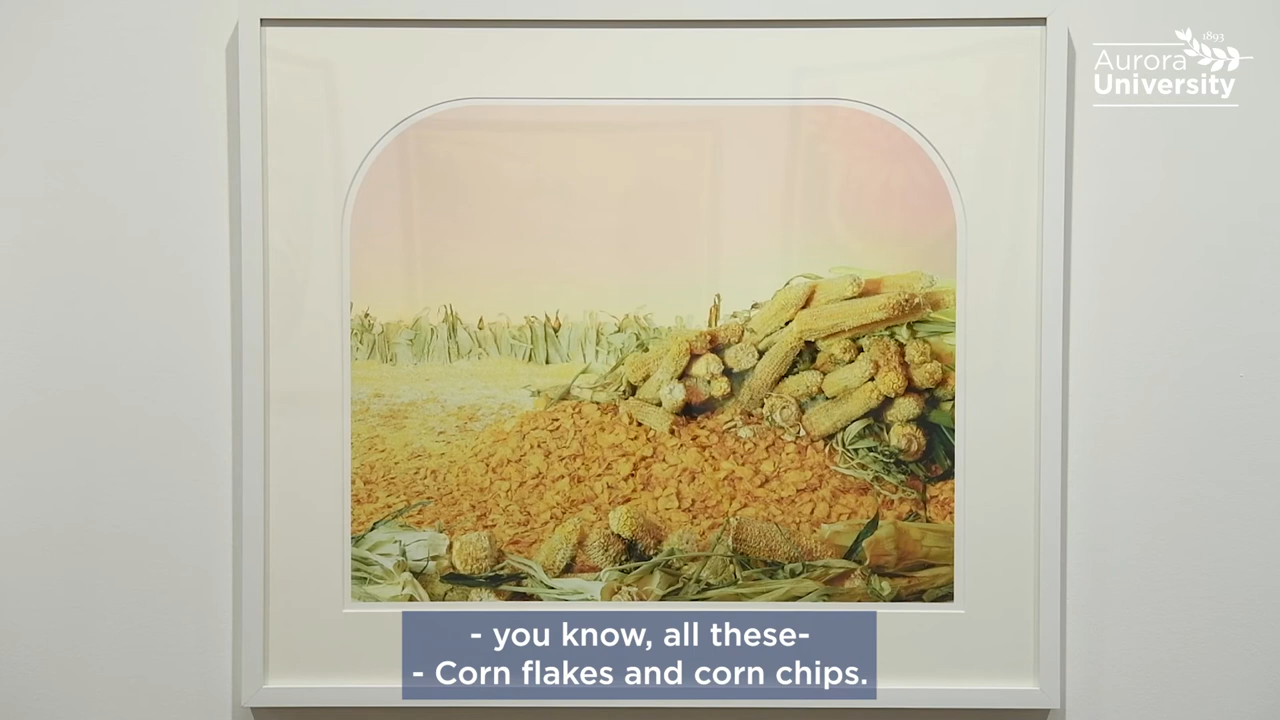 1893
Aurora
University
- you know, all these-
- Corn flakes and corn chips.